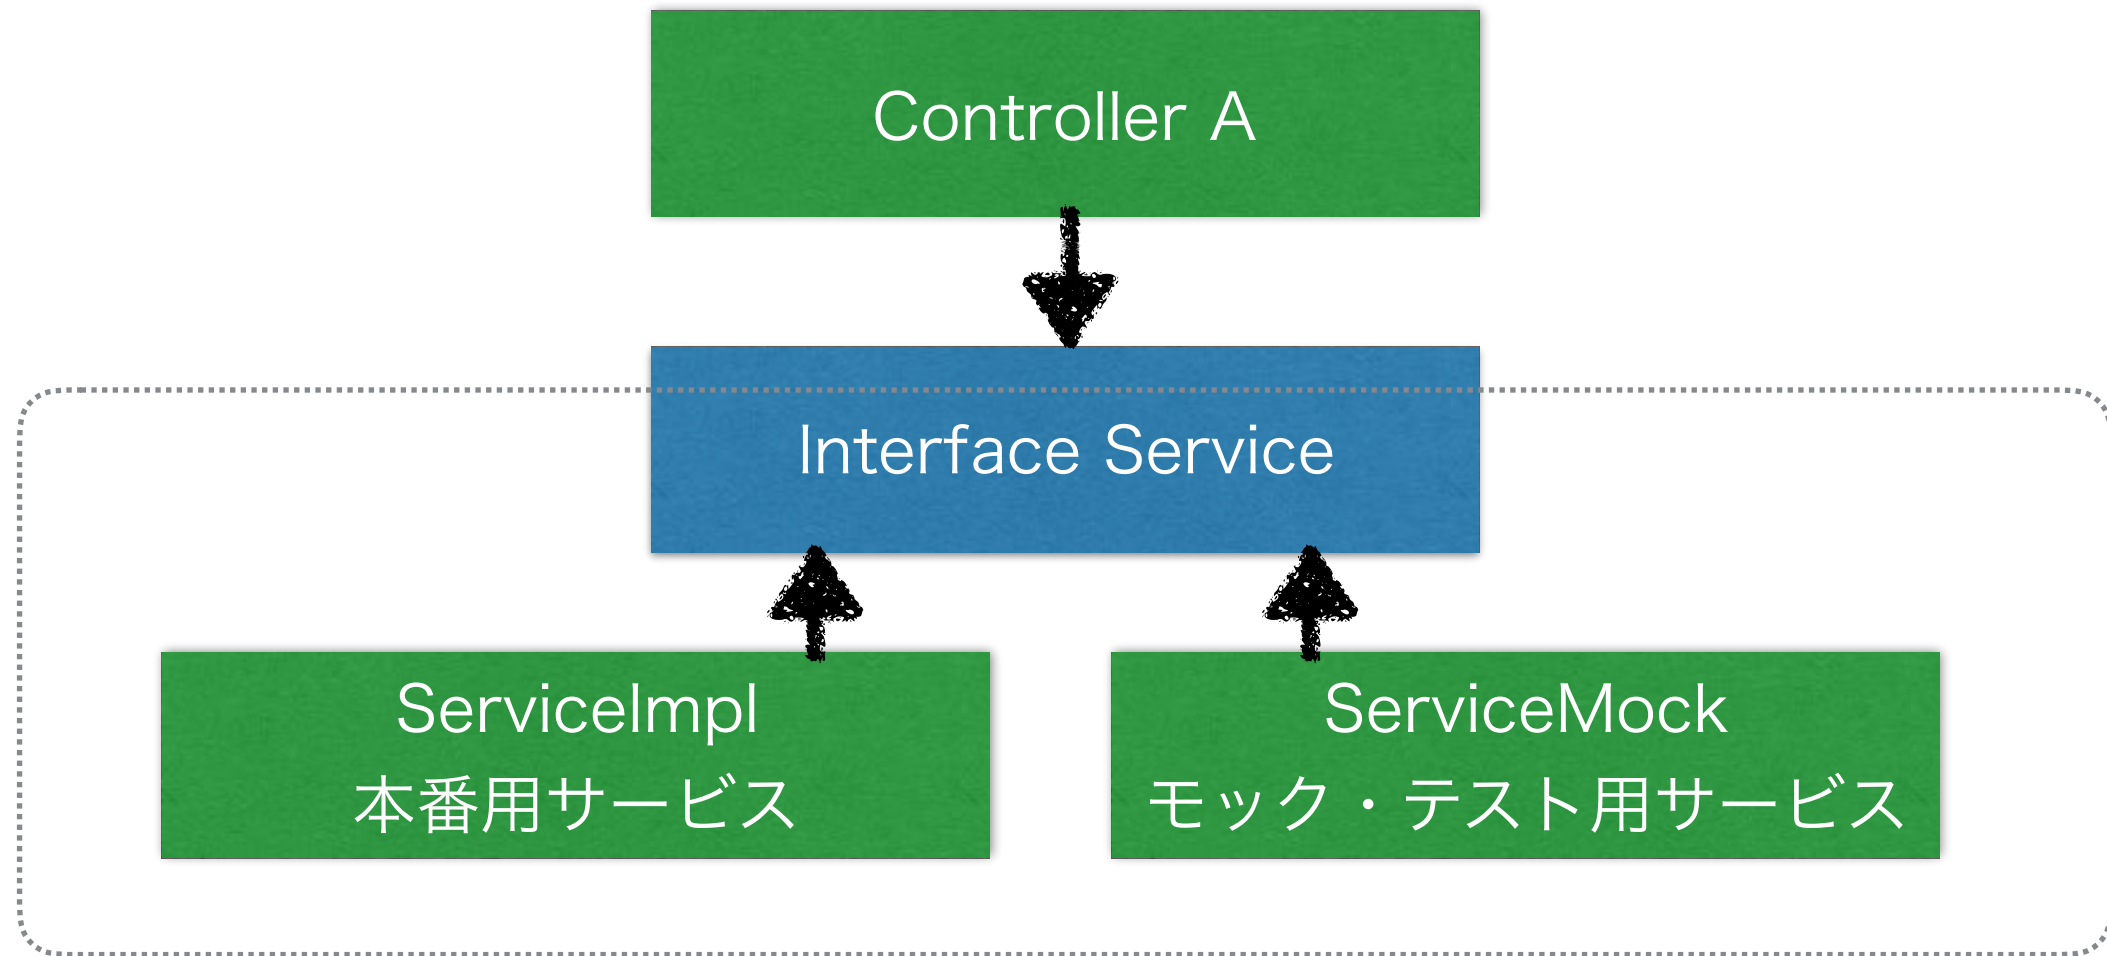 Controller A
Interface Service
ServiceImpl
本番用サービス
ServiceMock
モック・テスト用サービス